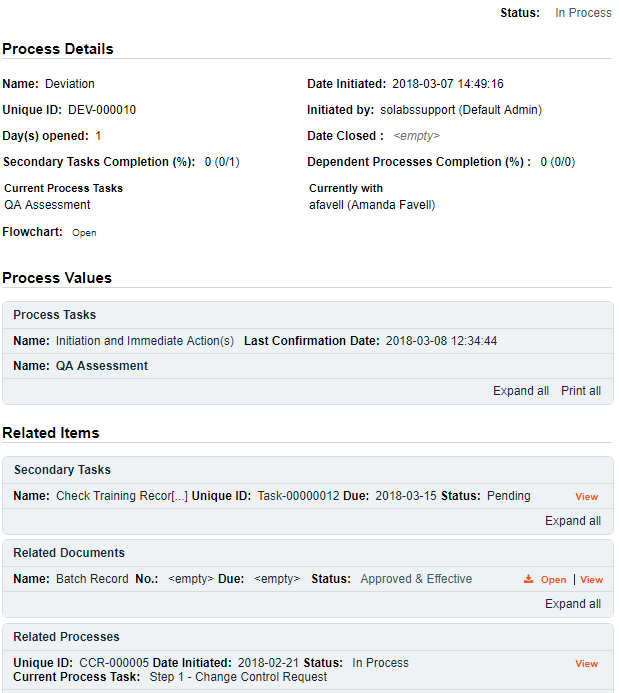 Status: In Process
Process Details
Name: Deviation Date Initiated: 2018-03-07 14:49:16
Unique ID: DEV-000010 Initiated by: solabssupport (Default Admin)
Day(s) opened: 1 Date Closed : <empty>
Secondary Tasks Completion (%): 0 (0/1) Dependent Processes Completion (%) : 0 (0/0)
Current Process Tasks Currently with
QA Assessment afavell (Amanda Favell)
Flowchart: Open
Process Values
Process Tasks
Name: Initiation and Immediate Action(s) Last Confirmation Date: 2018-03-08 12:34:44
Name: QA Assessment
Expand all Print all
Related Items
Secondary Tasks
Name: Check Training Recor[...] Unique ID: Task-00000012 Due: 2018-03-15 Status: Pending View
Expand all
Related Documents
Name: Batch Record No.: <empty> Due: <empty> Status: Approved & Effective Open | View
Expand all
Related Processes
Unique ID: CCR-000005 Date Initiated: 2018-02-21 Status: In Process View
Current Process Task: Step 1 - Change Control Request